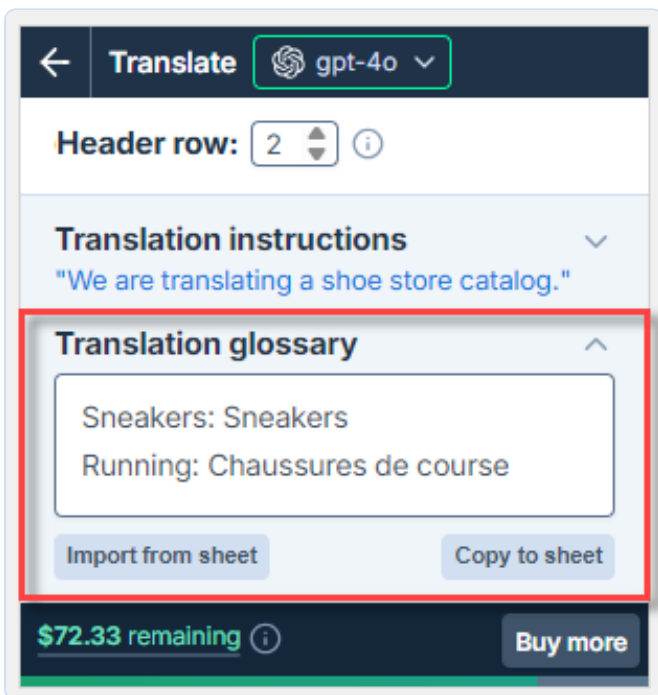 Translate gpt-4o
Header row: 2
Translation instructions
"We are translating a shoe store catalog."
Translation glossary
Sneakers: Sneakers
Running: Chaussures de course
Import from sheet Copy to sheet
$72.33 remaining Buy more